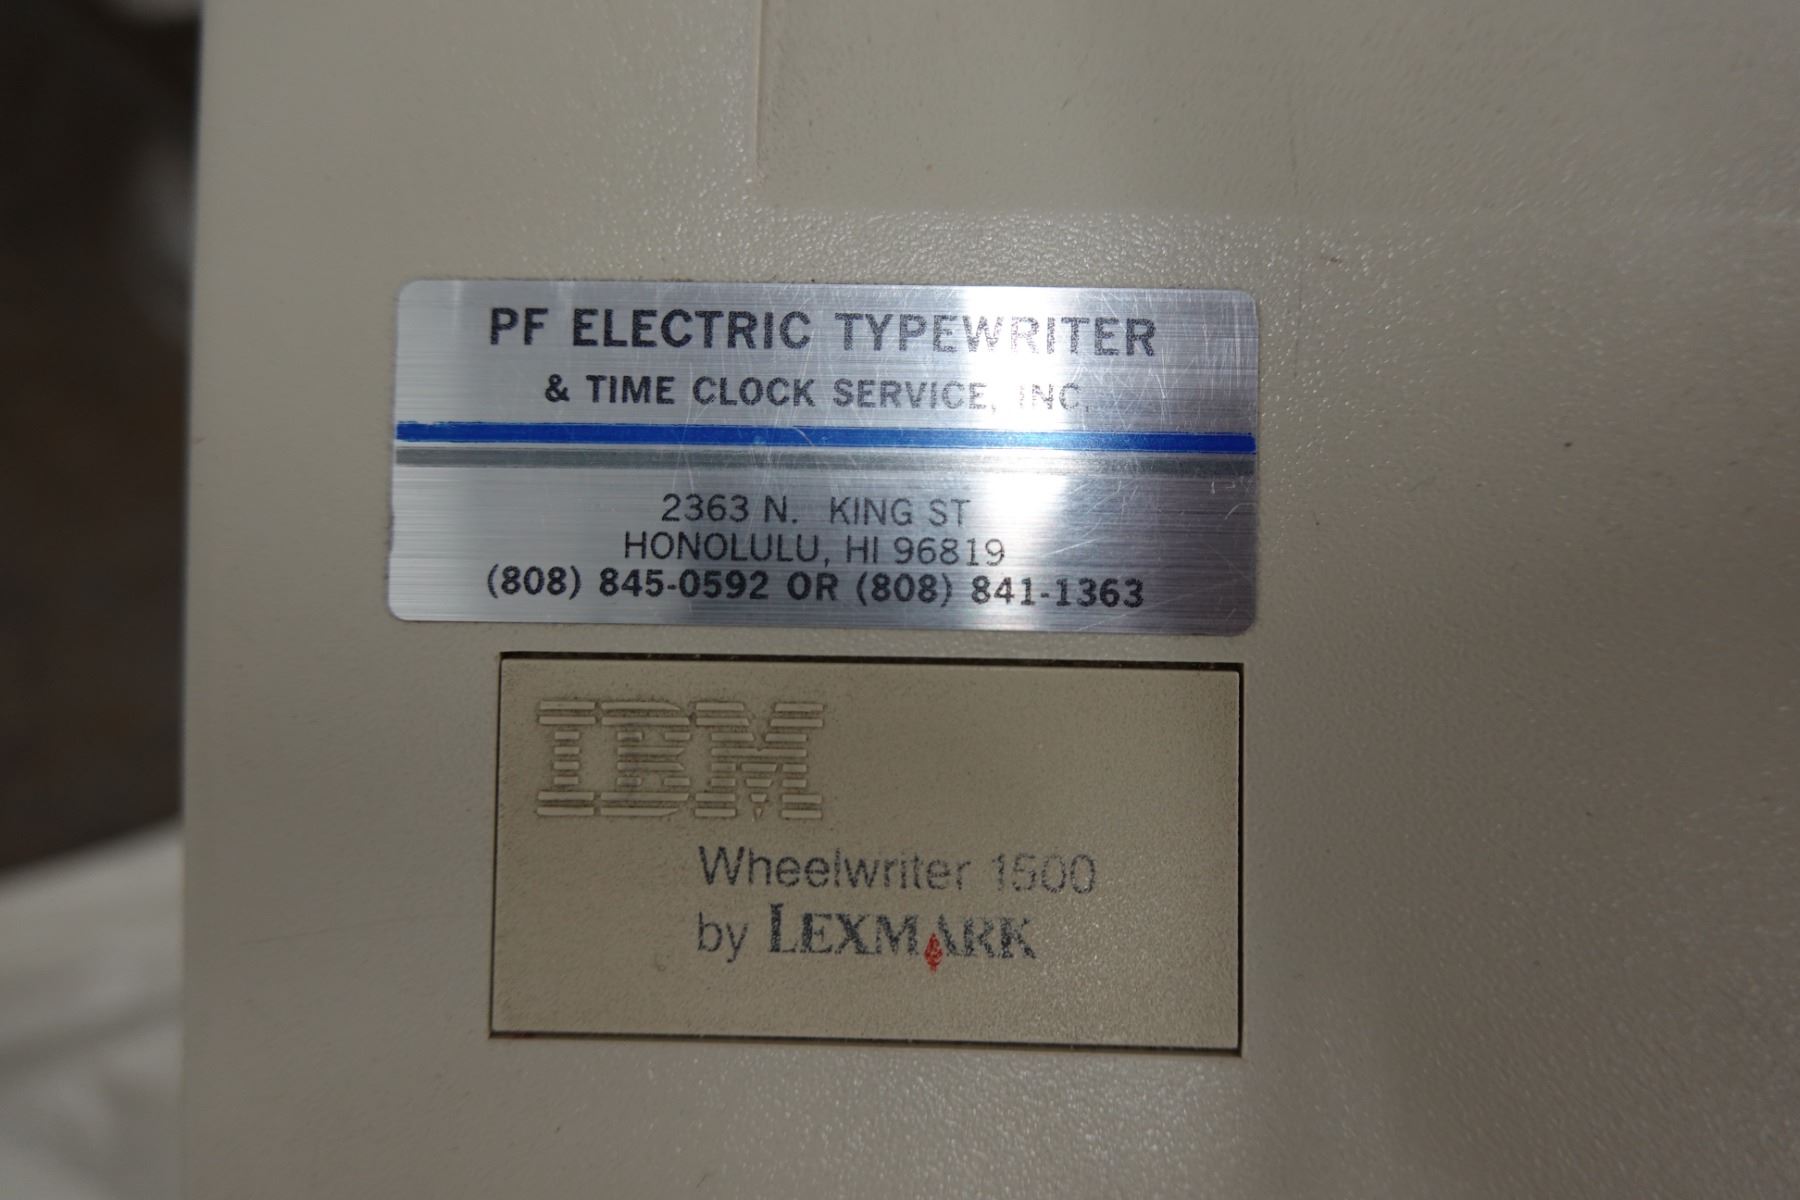 PF ELECTRIC TYPEWRITER
& TIME CLOCK SERVICE, INC.
2363 N. KING ST
HONOLULU, HI 96819
(808) 845-0592 OR (808) 841-1363
IBM
Wheelwriter 1500
by LEXMARK